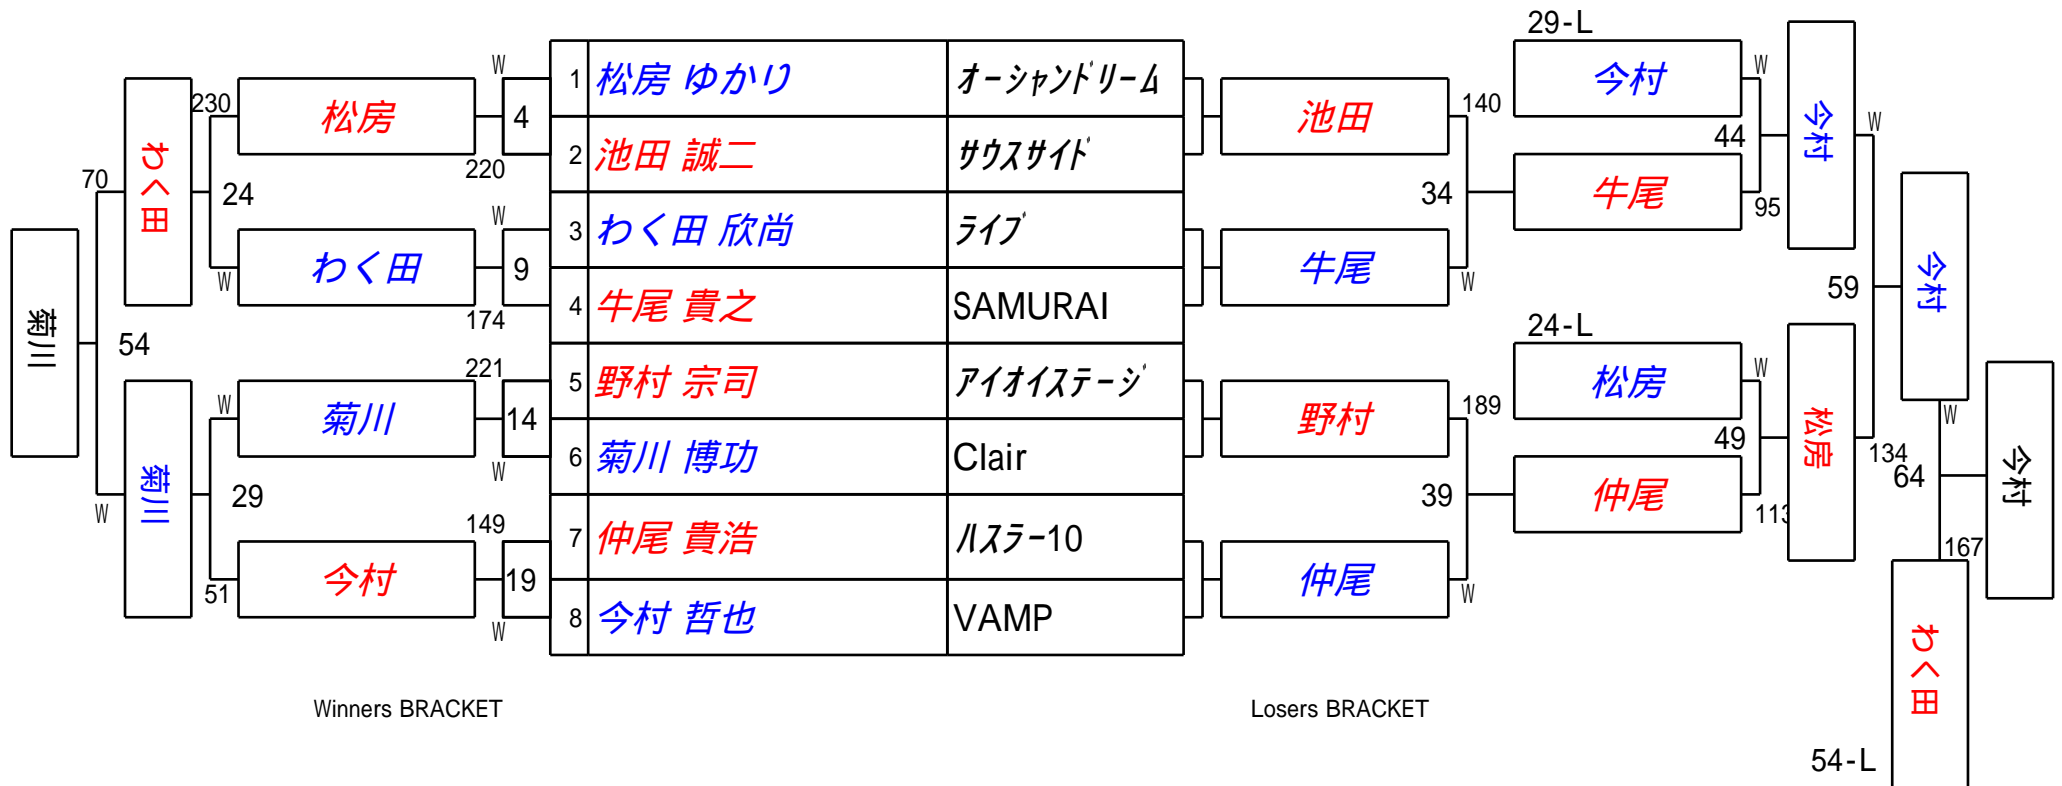 29-L
W
1 松房 ゆかり オーシャンドリーム
W
今村
W
230
松房
4
池田
140
今村
W
わく田
220
2 池田 誠二 サウスサイド
44
70
24
W
3 わく田 欣尚 ライブ
34
牛尾
95
今村
W
わく田
9
牛尾
W
59
今村
菊川
174
4 牛尾 貴之 SAMURAI
24-L
54
221
5 野村 宗司 アイオイステージ
松房
W
W
菊川
14
野村
189
松房
W
今村
菊川
W
6 菊川 博功 Clair
49
134
64
W
29
149
7 仲尾 貴浩 ハスラー10
39
仲尾
113
167
51
今村
19
仲尾
W
W
8 今村 哲也 VAMP
わく田
Winners BRACKET
Losers BRACKET
54-L